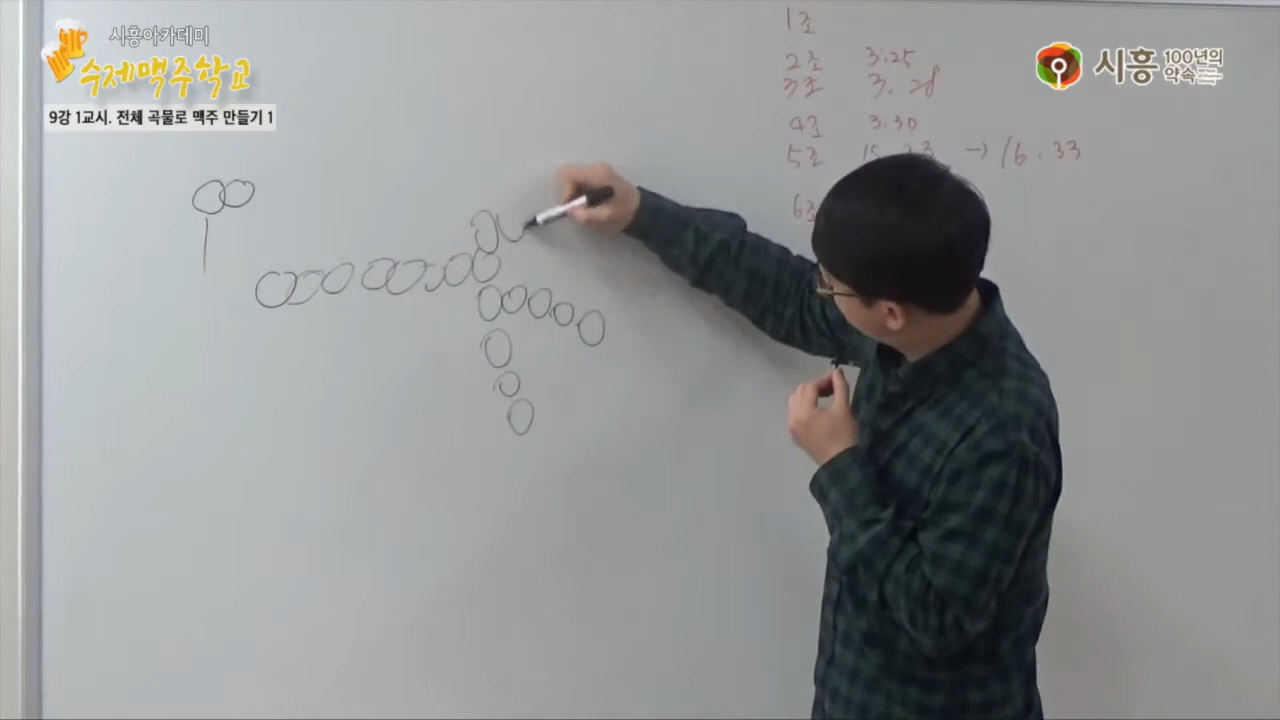 시흥아카데미
수제맥주학교
9강 1교시. 전체 곡물로 맥주 만들기 1
시흥 100년의 약속
1조
2조 3:25
3조 3.28
4조 3:30
5조 → 16.33
6조